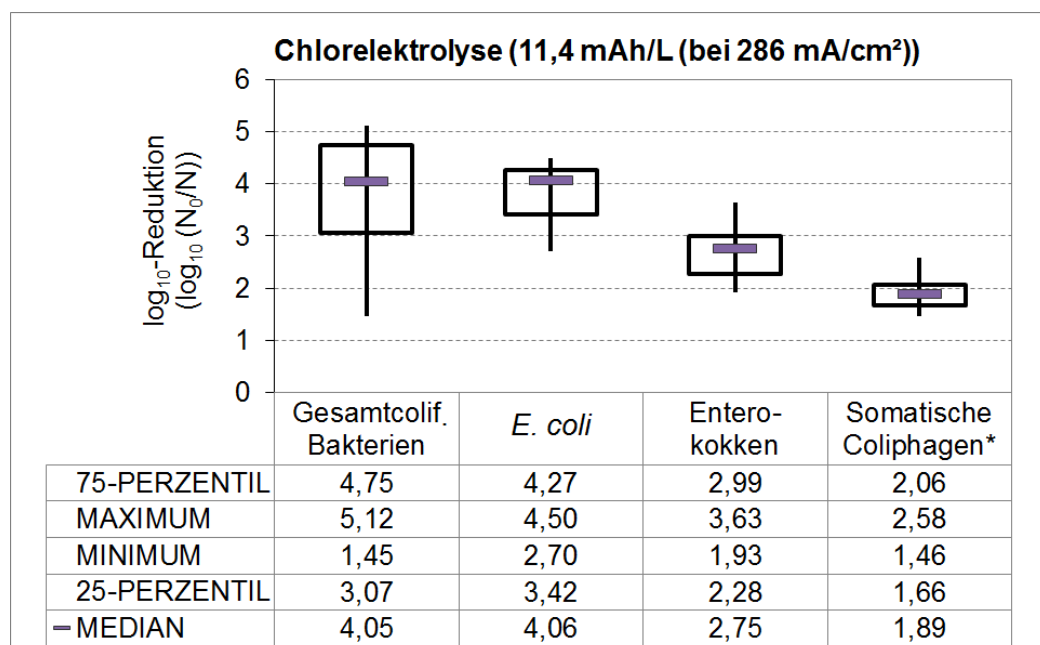 Chlorelektrolyse (11,4 mAh/L (bei 286 mA/cm²))
log₁₀-Reduktion
(log₁₀ (N₀/N))
6
5
4
3
2
1
0
Gesamtcolif. Bakterien
E. coli
Entero-
kokken
Somatische
Coliphagen*
75-PERZENTIL 4,75 4,27 2,99 2,06
MAXIMUM 5,12 4,50 3,63 2,58
MINIMUM 1,45 2,70 1,93 1,46
25-PERZENTIL 3,07 3,42 2,28 1,66
MEDIAN 4,05 4,06 2,75 1,89